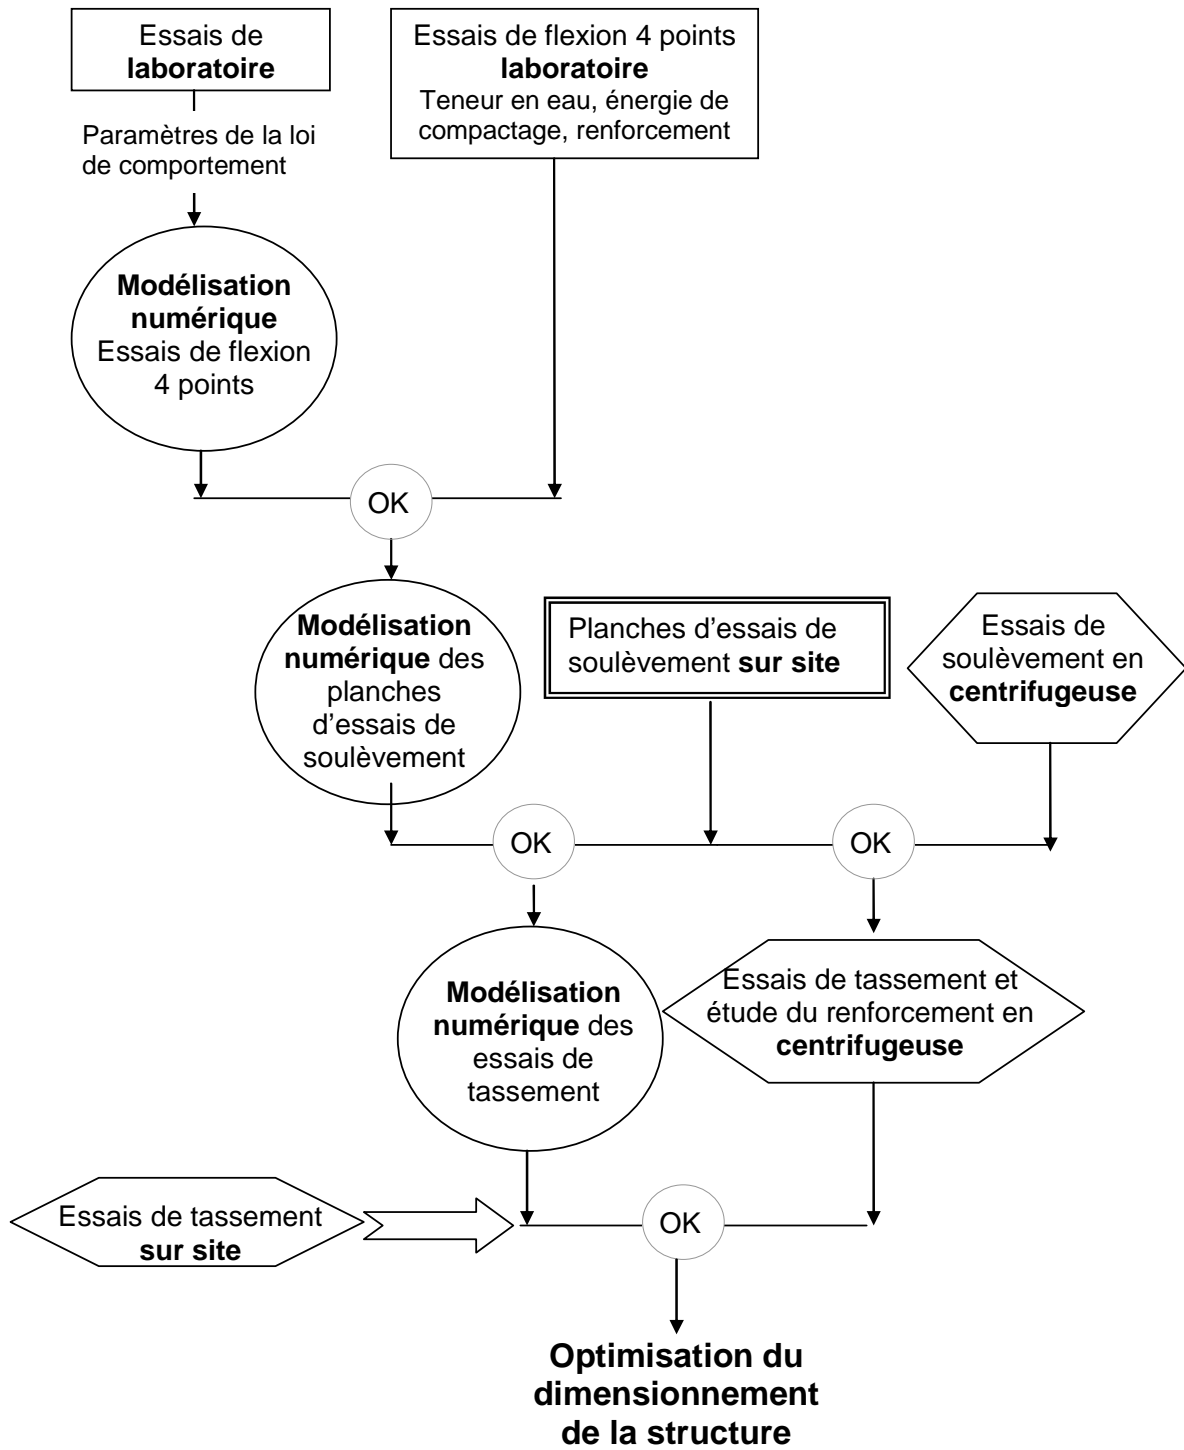 Essais de
laboratoire
Essais de flexion 4 points
laboratoire
Teneur en eau, énergie de
compactage, renforcement
Paramètres de la loi
de comportement
Modélisation
numérique
Essais de flexion
4 points
OK
Modélisation
numérique des
planches
d'essais de
soulèvement
Planches d'essais de
soulèvement sur site
Essais de
soulèvement en
centrifugeuse
OK
OK
Modélisation
numérique des
essais de
tassement
Essais de tassement et
étude du renforcement en
centrifugeuse
Essais de tassement
sur site
OK
Optimisation du
dimensionnement
de la structure